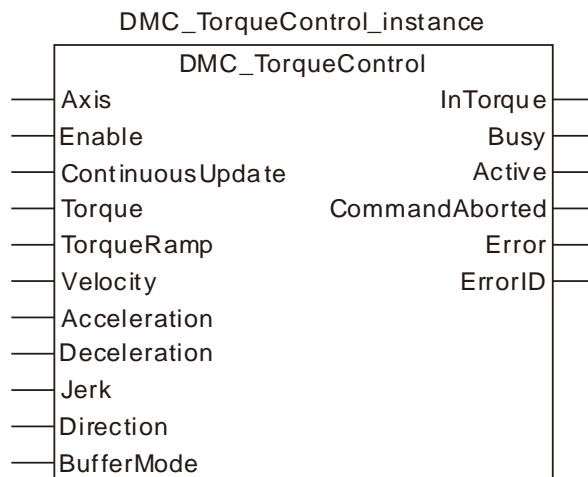 DMC_TorqueControl_instance
DMC_TorqueControl
Axis InTorque
Enable Busy
ContinuousUpdate Active
Torque CommandAborted
TorqueRamp Error
Velocity ErrorID
Acceleration
Deceleration
Jerk
Direction
BufferMode